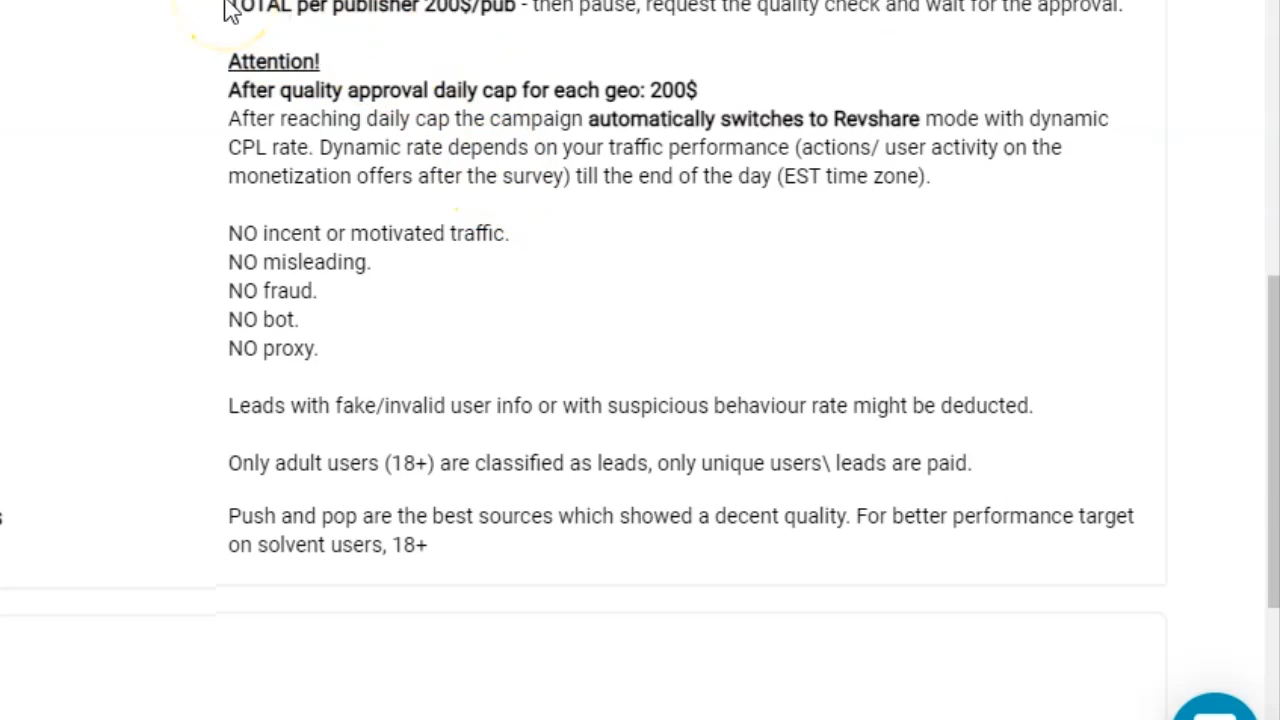 TOTAL per publisher 200$/pub - then pause, request the quality check and wait for the approval.
Attention!
After quality approval daily cap for each geo: 200$
After reaching daily cap the campaign automatically switches to Revshare mode with dynamic
CPL rate. Dynamic rate depends on your traffic performance (actions/ user activity on the
monetization offers after the survey) till the end of the day (EST time zone).
NO incent or motivated traffic.
NO misleading.
NO fraud.
NO bot.
NO proxy.
Leads with fake/invalid user info or with suspicious behaviour rate might be deducted.
Only adult users (18+) are classified as leads, only unique users\ leads are paid.
Push and pop are the best sources which showed a decent quality. For better performance target
on solvent users, 18+